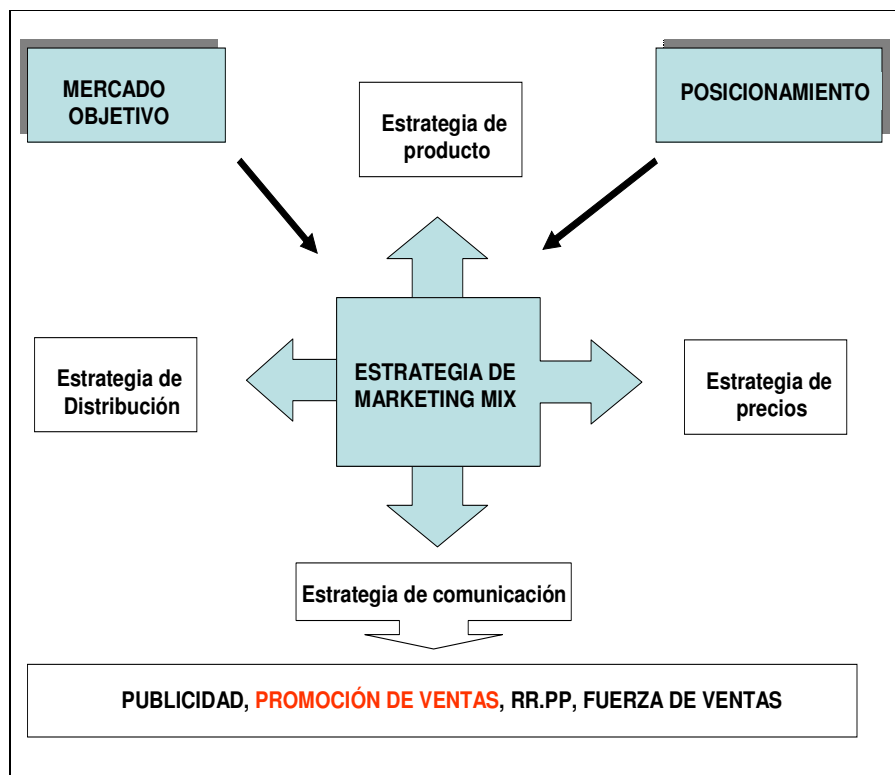 MERCADO
OBJETIVO
POSICIONAMIENTO
Estrategia de
producto
Estrategia de
Distribución
ESTRATEGIA DE
MARKETING MIX
Estrategia de
precios
Estrategia de comunicación
PUBLICIDAD, PROMOCIÓN DE VENTAS, RR.PP, FUERZA DE VENTAS